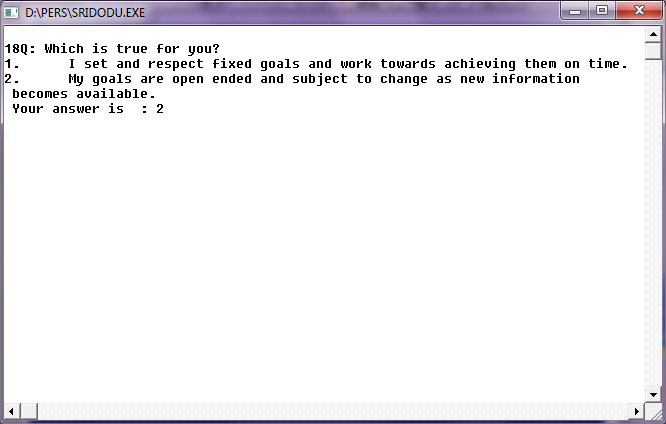 D:\PERS\SRIDODU.EXE
18Q: Which is true for you?
1.      I set and respect fixed goals and work towards achieving them on time.
2.      My goals are open ended and subject to change as new information
 becomes available.
 Your answer is  : 2